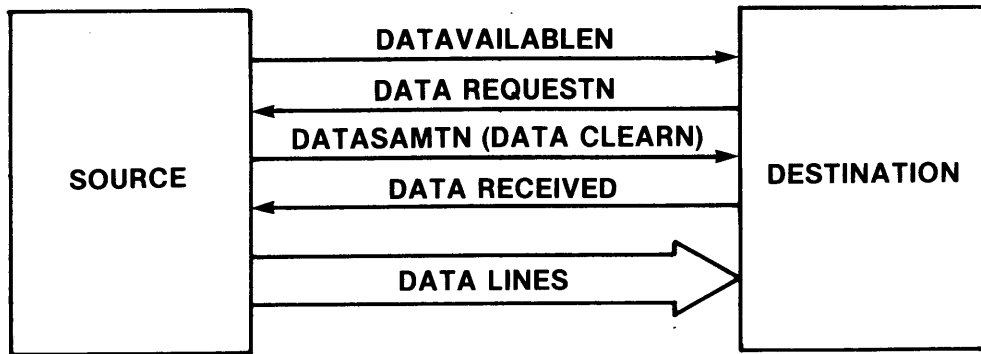 DATAVAILABLEN
DATA REQUESTN
DATASAMTN (DATA CLEARN)
SOURCE
DESTINATION
DATA RECEIVED
DATA LINES